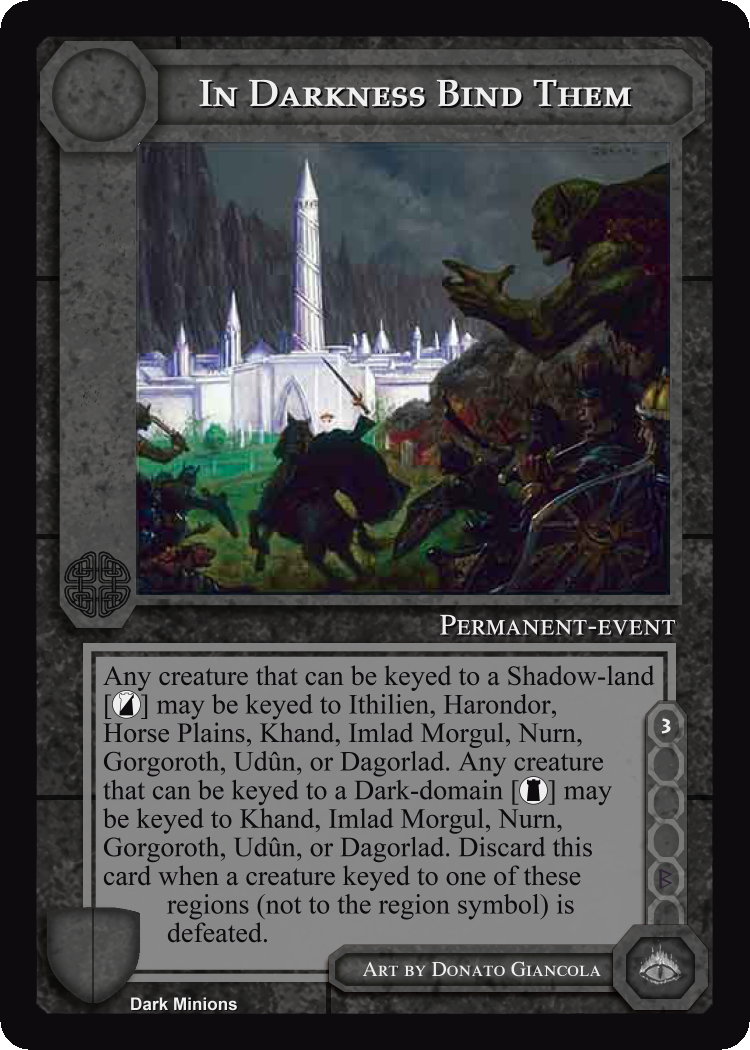 In Darkness Bind Them
Permanent-event
Any creature that can be keyed to a Shadow-land
[] may be keyed to Ithilien, Harondor,
Horse Plains, Khand, Imlad Morgul, Nurn,
Gorgoroth, Udûn, or Dagorlad. Any creature
that can be keyed to a Dark-domain [] may
be keyed to Khand, Imlad Morgul, Nurn,
Gorgoroth, Udûn, or Dagorlad. Discard this
card when a creature keyed to one of these
regions (not to the region symbol) is
defeated.
3
Art by Donato Giancola
Dark Minions